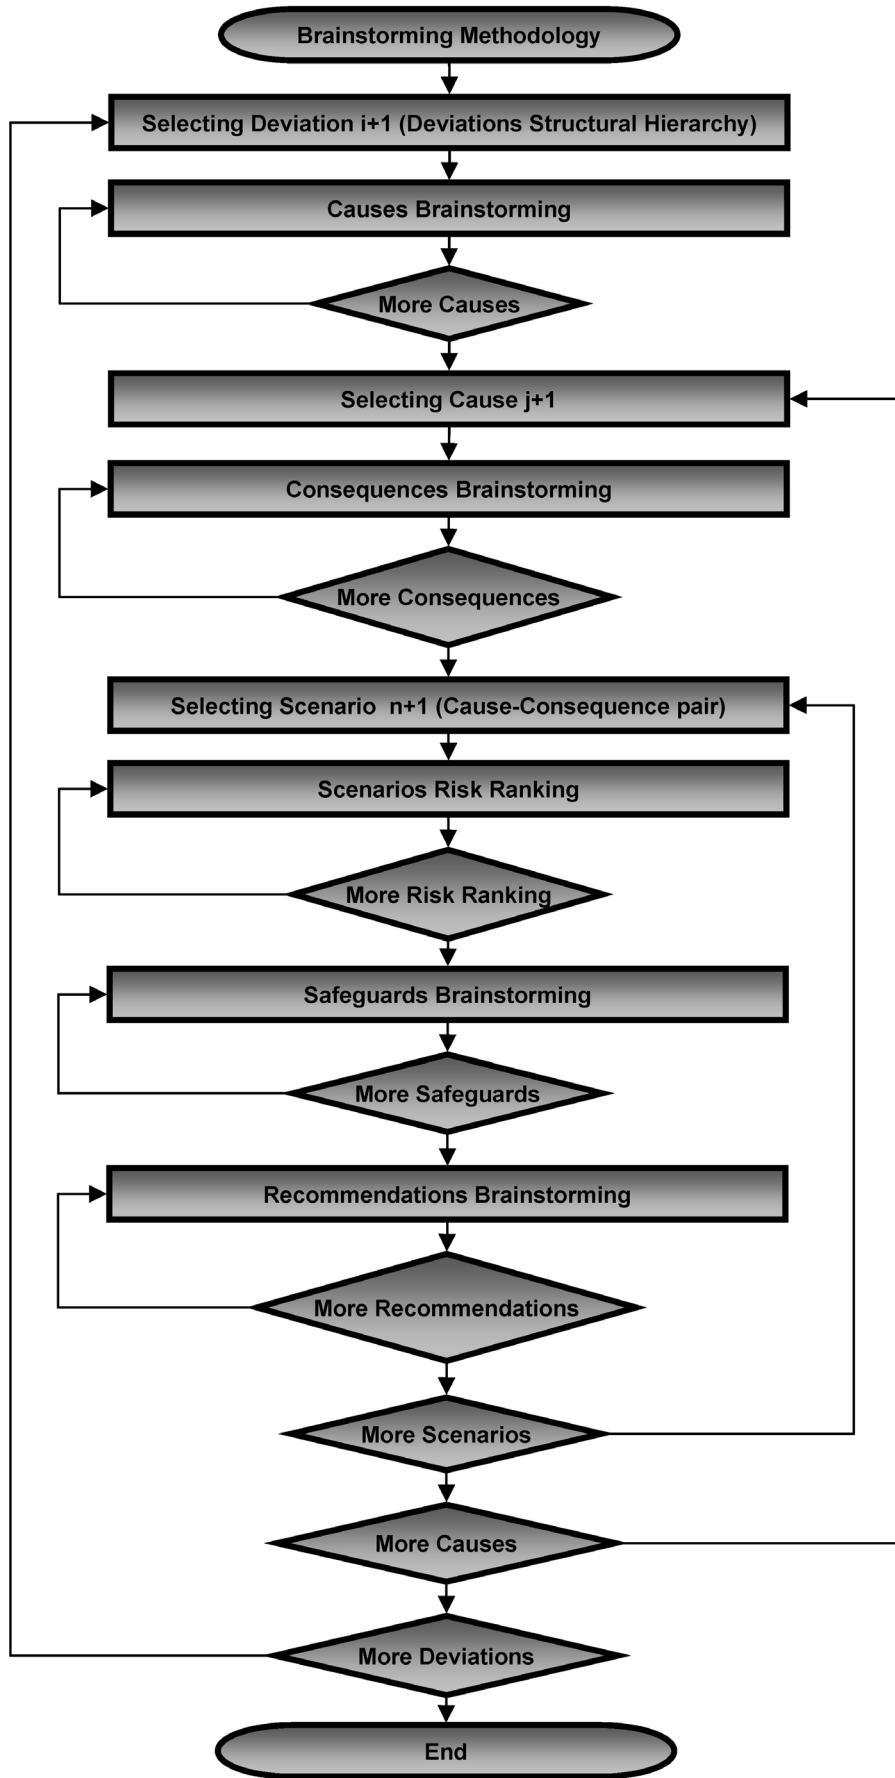 Brainstorming Methodology
Selecting Deviation i+1 (Deviations Structural Hierarchy)
Causes Brainstorming
More Causes
Selecting Cause j+1
Consequences Brainstorming
More Consequences
Selecting Scenario  n+1 (Cause-Consequence pair)
Scenarios Risk Ranking
More Risk Ranking
Safeguards Brainstorming
More Safeguards
Recommendations Brainstorming
More Recommendations
More Scenarios
More Causes
More Deviations
End